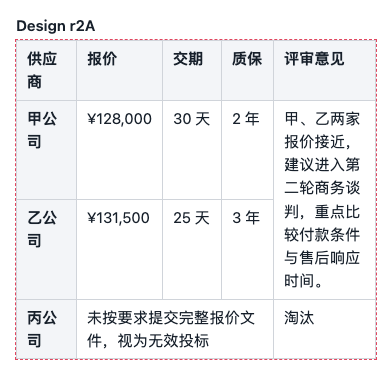 Design r2A
供应
商
报价
交期
质保
评审意见
甲公
司
¥128,000
30 天
2 年
甲、乙两家
报价接近，
建议进入第
二轮商务谈
判，重点比
较付款条件
与售后响应
时间。
乙公
司
¥131,500
25 天
3 年
丙公
司
未按要求提交完整报价文
件，视为无效投标
淘汰